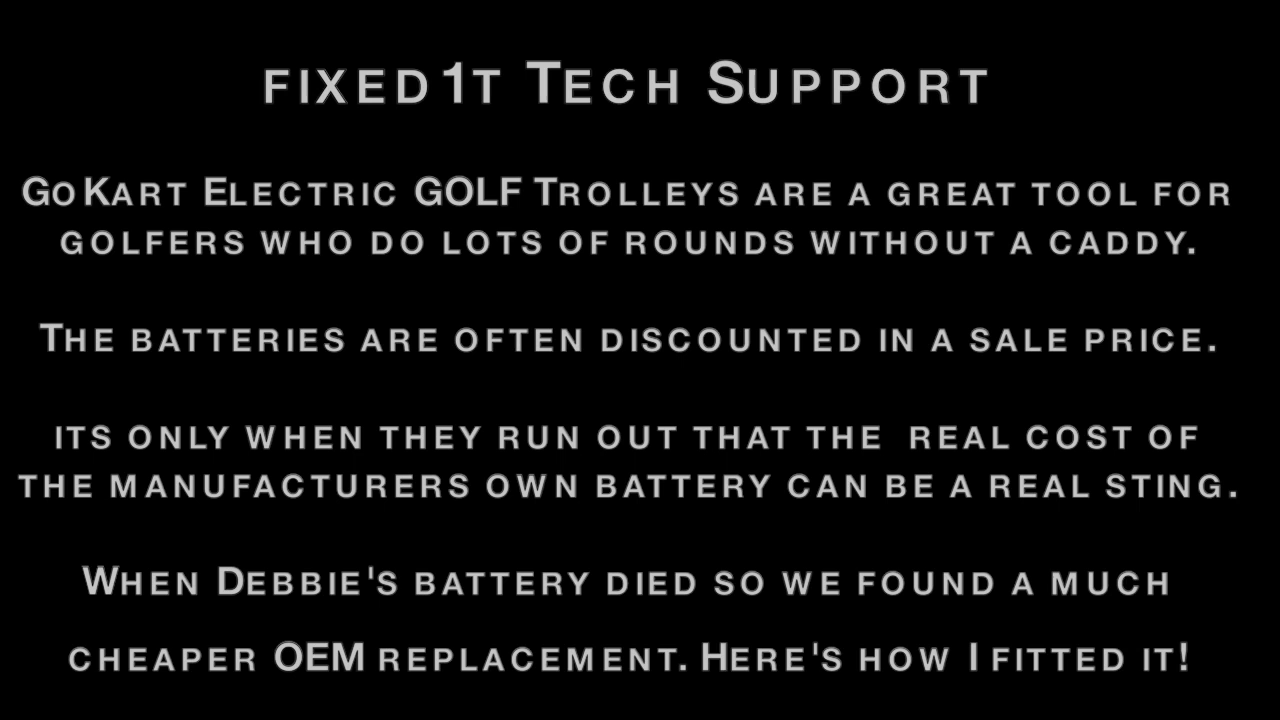 fixed1t Tech Support
GoKart Electric GOLF Trolleys are a great tool for
golfers who do lots of rounds without a caddy.
The batteries are often discounted in a sale price.
its only when they run out that the  real cost of
the manufacturers own battery can be a real sting.
When Debbie's battery died so we found a much
cheaper OEM replacement. Here's how I fitted it!